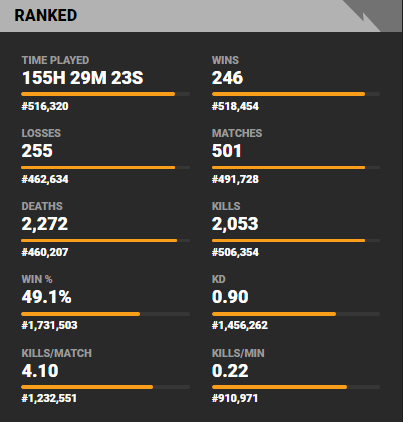 RANKED
TIME PLAYED
155H 29M 23S
#516,320
WINS
246
#518,454
LOSSES
255
#462,634
MATCHES
501
#491,728
DEATHS
2,272
#460,207
KILLS
2,053
#506,354
WIN %
49.1%
#1,731,503
KD
0.90
#1,456,262
KILLS/MATCH
4.10
#1,232,551
KILLS/MIN
0.22
#910,971